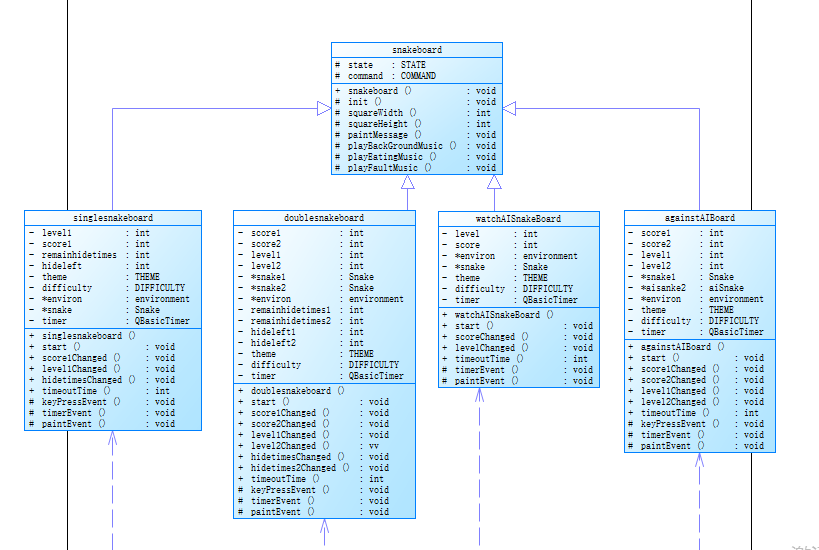 snakeboard
# state : STATE
# command : COMMAND
+ snakeboard () : void
# init () : void
# squareWidth () : int
# squareHeight () : int
# paintMessage () : void
# playBackGroundMusic () : void
# playEatingMusic () : void
# playFaultMusic () : void
singlesnakeboard
- level1 : int
- score1 : int
- remainhidetimes : int
- hideleft : int
- theme : THEME
- difficulty : DIFFICULTY
- *environ : environment
- *snake : Snake
- timer : QBasicTimer
+ singlesnakeboard ()
+ start () : void
+ score1Changed () : void
+ level1Changed () : void
+ hidetimesChanged () : void
+ timeoutTime () : int
# keyPressEvent () : void
# timerEvent () : void
# paintEvent () : void
doublesnakeboard
- score1 : int
- score2 : int
- level1 : int
- level2 : int
- *snake1 : Snake
- *snake2 : Snake
- *environ : environment
- remainhidetimes1 : int
- remainhidetimes2 : int
- hideleft1 : int
- hideleft2 : int
- theme : THEME
- difficulty : DIFFICULTY
- timer : QBasicTimer
+ doublesnakeboard ()
+ start () : void
+ score1Changed () : void
+ score2Changed () : void
+ level1Changed () : void
+ level2Changed () : vv
+ hidetimesChanged () : void
+ hidetimes2Changed () : void
+ timeoutTime () : int
# keyPressEvent () : void
# timerEvent () : void
# paintEvent () : void
watchAISnakeBoard
- level : int
- score : int
- *environ : environment
- *snake : Snake
- theme : THEME
- difficulty : DIFFICULTY
- timer : QBasicTimer
+ watchAISnakeBoard ()
+ start () : void
+ scoreChanged () : void
+ levelChanged () : void
+ timeoutTime () : int
# timerEvent () : void
# paintEvent () : void
againstAIBoard
- score1 : int
- score2 : int
- level1 : int
- level2 : int
- *snake1 : Snake
- *aisanke2 : aiSnake
- *environ : environment
- theme : THEME
- difficulty : DIFFICULTY
- timer : QBasicTimer
+ againstAIBoard ()
+ start () : void
+ score1Changed () : void
+ score2Changed () : void
+ level1Changed () : void
+ level2Changed () : void
+ timeoutTime () : int
# keyPressEvent () : void
# timerEvent () : void
# paintEvent () : void